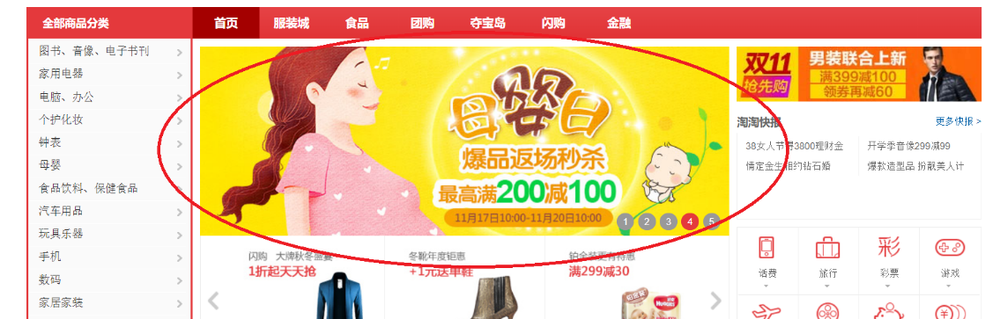 全部商品分类
首页 服装城 食品 团购 夺宝岛 闪购 金融
图书、音像、电子书刊
家用电器
电脑、办公
个护化妆
钟表
母婴
食品饮料、保健食品
汽车用品
玩具乐器
手机
数码
家居家装
母婴日
爆品返场秒杀
最高满200减100
11月17日10:00-11月20日10:00
1 2 3 4 5
闪购 大牌秋冬盛宴
1折起天天抢
冬靴年度钜惠
+1元送单鞋
铂金装更有特惠
满299减30
HUGGIES
双11
抢先购
男装联合上新
满399减100
领券再减60
淘淘快报
更多快报 >
38女人节得3800理财金
开学季音像299减99
情定金生相约钻石婚
爆款造型品 扮靓美人计
话费
旅行
彩票
游戏